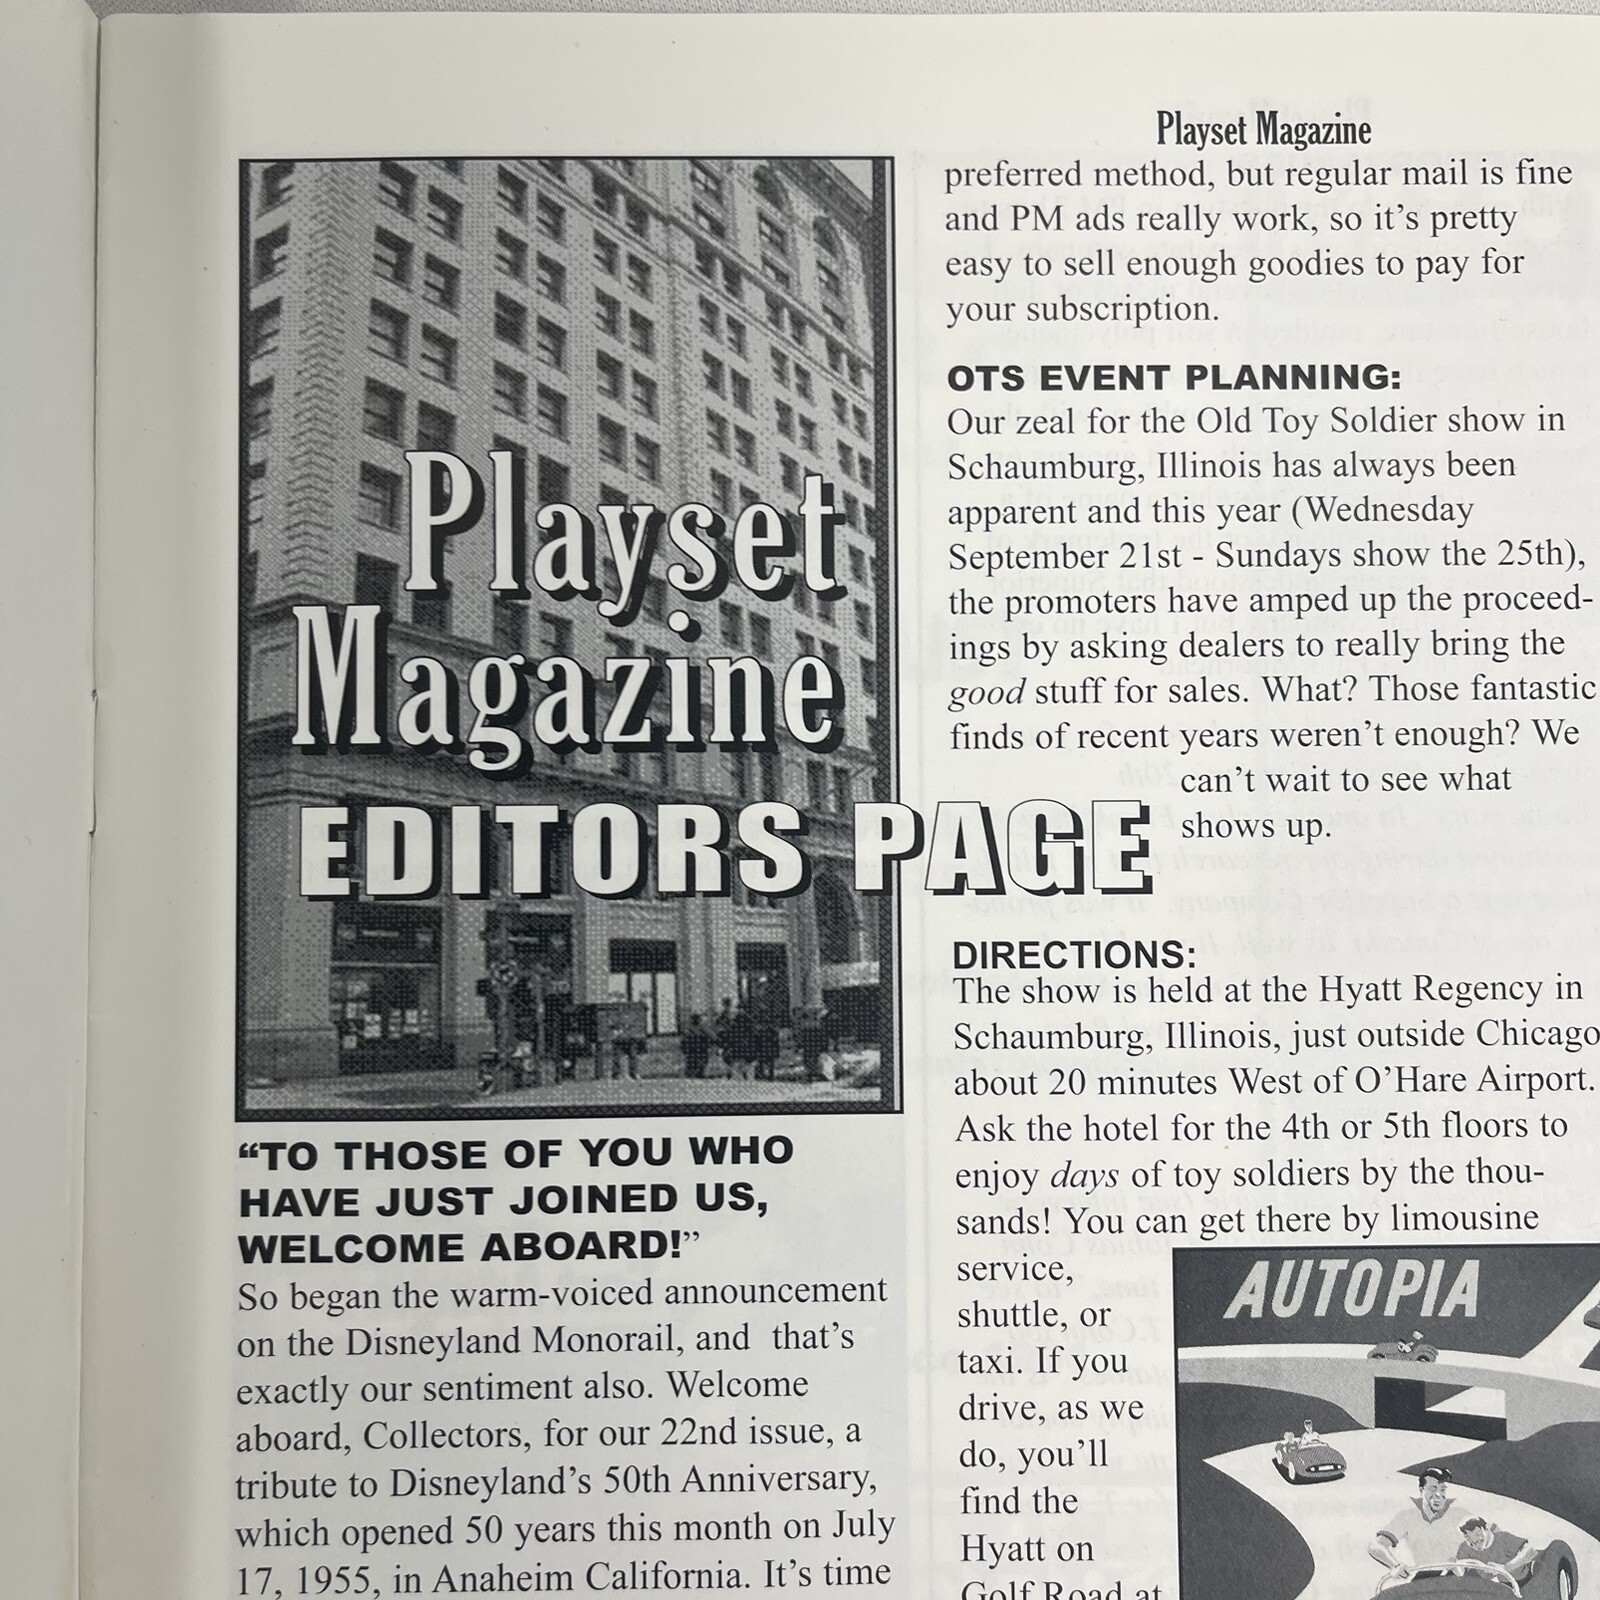 Playset Magazine
Playset
Magazine
EDITORS PAGE
“TO THOSE OF YOU WHO
HAVE JUST JOINED US,
WELCOME ABOARD!”
So began the warm-voiced announcement
on the Disneyland Monorail, and  that’s
exactly our sentiment also. Welcome
aboard, Collectors, for our 22nd issue, a
tribute to Disneyland’s 50th Anniversary,
which opened 50 years this month on July
17, 1955, in Anaheim California. It’s time
preferred method, but regular mail is fine
and PM ads really work, so it’s pretty
easy to sell enough goodies to pay for
your subscription.
OTS EVENT PLANNING:
Our zeal for the Old Toy Soldier show in
Schaumburg, Illinois has always been
apparent and this year (Wednesday
September 21st - Sundays show the 25th),
the promoters have amped up the proceed-
ings by asking dealers to really bring the
good stuff for sales. What? Those fantastic
finds of recent years weren’t enough? We
can’t wait to see what
shows up.
DIRECTIONS:
The show is held at the Hyatt Regency in
Schaumburg, Illinois, just outside Chicago
about 20 minutes West of O’Hare Airport.
Ask the hotel for the 4th or 5th floors to
enjoy days of toy soldiers by the thou-
sands! You can get there by limousine
service,
shuttle, or
taxi. If you
drive, as we
do, you’ll
find the
Hyatt on
Golf Road at
AUTOPIA